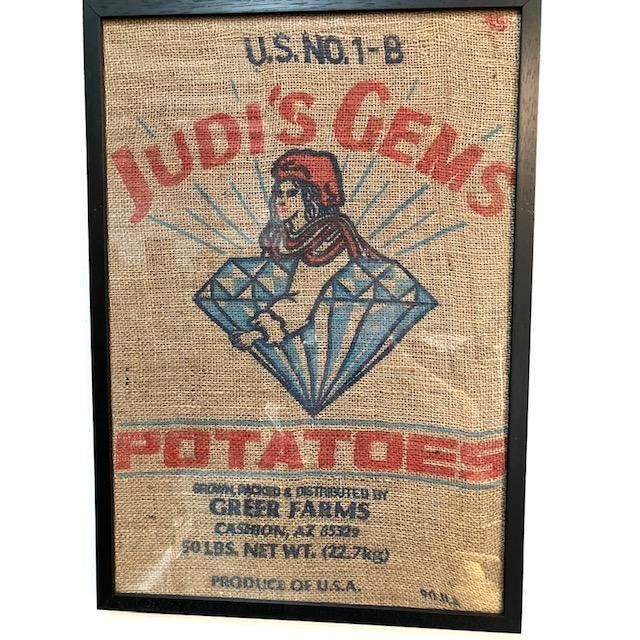 U.S. NO. 1-B
JUDI'S GEMS
POTATOES
GROWN, PACKED & DISTRIBUTED BY
GREER FARMS
CASHION, AZ 85329
50 LBS. NET WT. (22.7kg)
PRODUCE OF U.S.A.